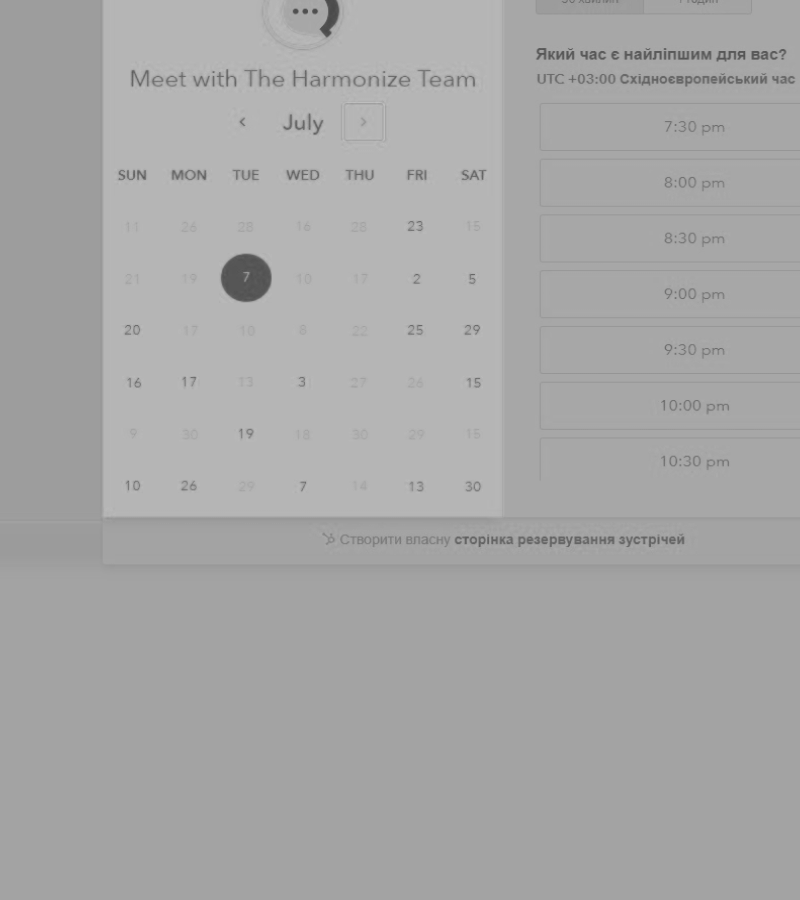 Meet with The Harmonize Team
July
SUN MON TUE WED THU FRI SAT
11 26 28 16 28 23 15
21 19 7 10 17 2 5
20 17 10 8 22 25 29
16 17 13 3 27 26 15
9 30 19 18 30 29 15
10 26 29 7 14 13 30
Який час є найліпшим для вас?
UTC +03:00 Східноєвропейський час
7:30 pm
8:00 pm
8:30 pm
9:00 pm
9:30 pm
10:00 pm
10:30 pm
Створити власну сторінка резервування зустрічей